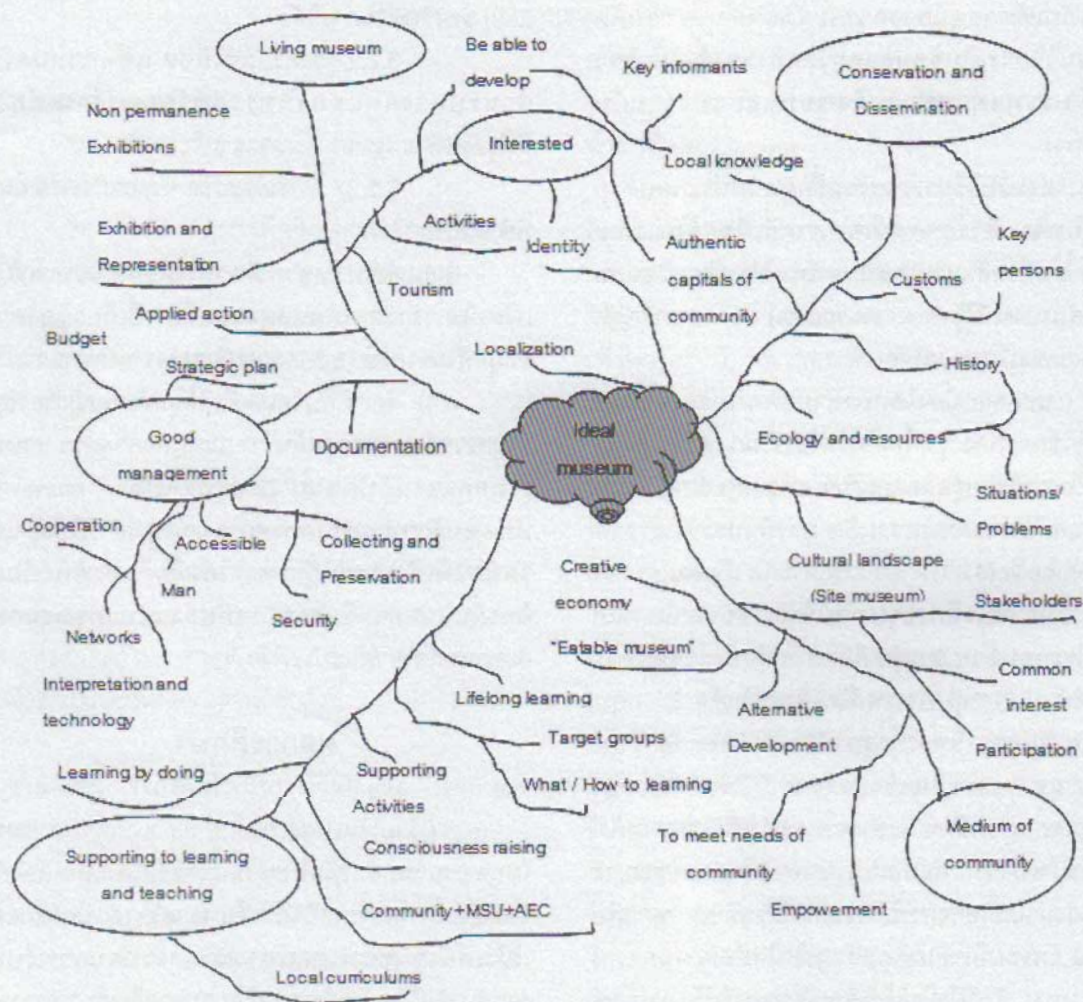 Living museum
Be able to
develop
Key informants
Conservation and
Dissemination
Non permanence
Exhibitions
Interested
Local knowledge
Exhibition and
Representation
Activities
Identity
Authentic
capitals of
community
Key
persons
Customs
Tourism
Applied action
Budget
Localization
History
Strategic plan
Good
management
Documentation
Ideal
museum
Ecology and resources
Situations/
Problems
Cooperation
Accessible
Man
Collecting and
Preservation
Security
Creative
economy
Cultural landscape
(Site museum)
Stakeholders
Networks
Interpretation and
technology
"Eatable museum"
Common
interest
Lifelong learning
Alternative
Development
Target groups
Participation
Learning by doing
Supporting
Activities
What / How to learning
Supporting to learning
and teaching
Consciousness raising
To meet needs of
community
Medium of
community
Community +MSU+AEC
Empowerment
Local curriculums